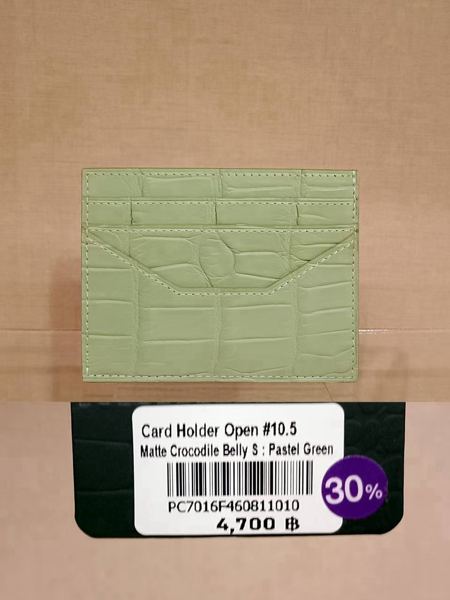 Card Holder Open #10.5
Matte Crocodile Belly S : Pastel Green
PC7016F460811010
4,700 ฿
30%